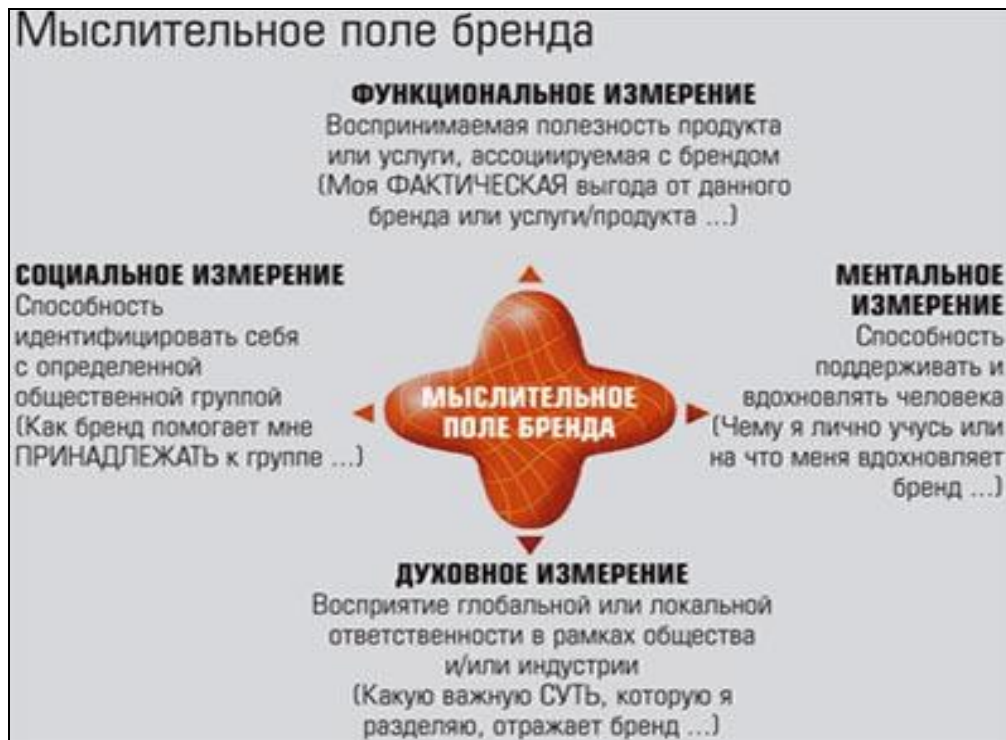 Мыслительное поле бренда
ФУНКЦИОНАЛЬНОЕ ИЗМЕРЕНИЕ
Воспринимаемая полезность продукта
или услуги, ассоциируемая с брендом
(Моя ФАКТИЧЕСКАЯ выгода от данного
бренда или услуги/продукта ...)
СОЦИАЛЬНОЕ ИЗМЕРЕНИЕ
Способность
идентифицировать себя
с определенной
общественной группой
(Как бренд помогает мне
ПРИНАДЛЕЖАТЬ к группе ...)
МЫСЛИТЕЛЬНОЕ
ПОЛЕ БРЕНДА
МЕНТАЛЬНОЕ
ИЗМЕРЕНИЕ
Способность
поддерживать и
вдохновлять человека
(Чему я лично учусь или
на что меня вдохновляет
бренд ...)
ДУХОВНОЕ ИЗМЕРЕНИЕ
Восприятие глобальной или локальной
ответственности в рамках общества
и/или индустрии
(Какую важную СУТЬ, которую я
разделяю, отражает бренд ...)